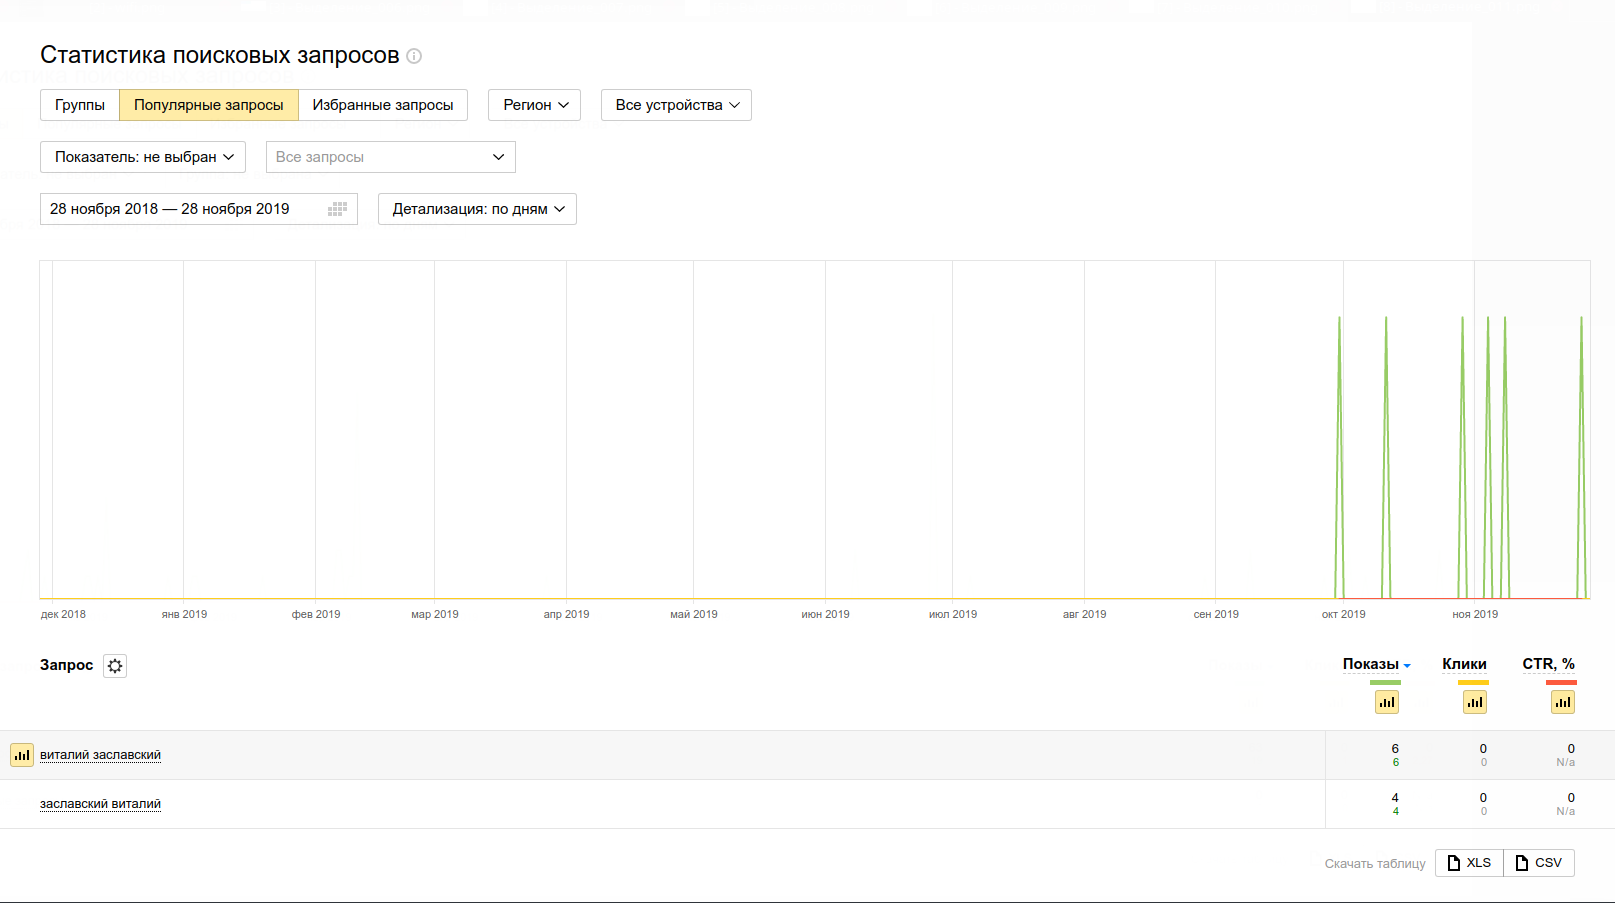 Статистика поисковых запросов
Группы Популярные запросы Избранные запросы Регион Все устройства
Показатель: не выбран Все запросы
28 ноября 2018 — 28 ноября 2019 Детализация: по дням
дек 2018 янв 2019 фев 2019 мар 2019 апр 2019 май 2019 июн 2019 июл 2019 авг 2019 сен 2019 окт 2019 ноя 2019
Запрос Показы Клики CTR, %
виталий заславский 6 0 0
6 0 N/a
заславский виталий 4 0 0
4 0 N/a
Скачать таблицу XLS CSV